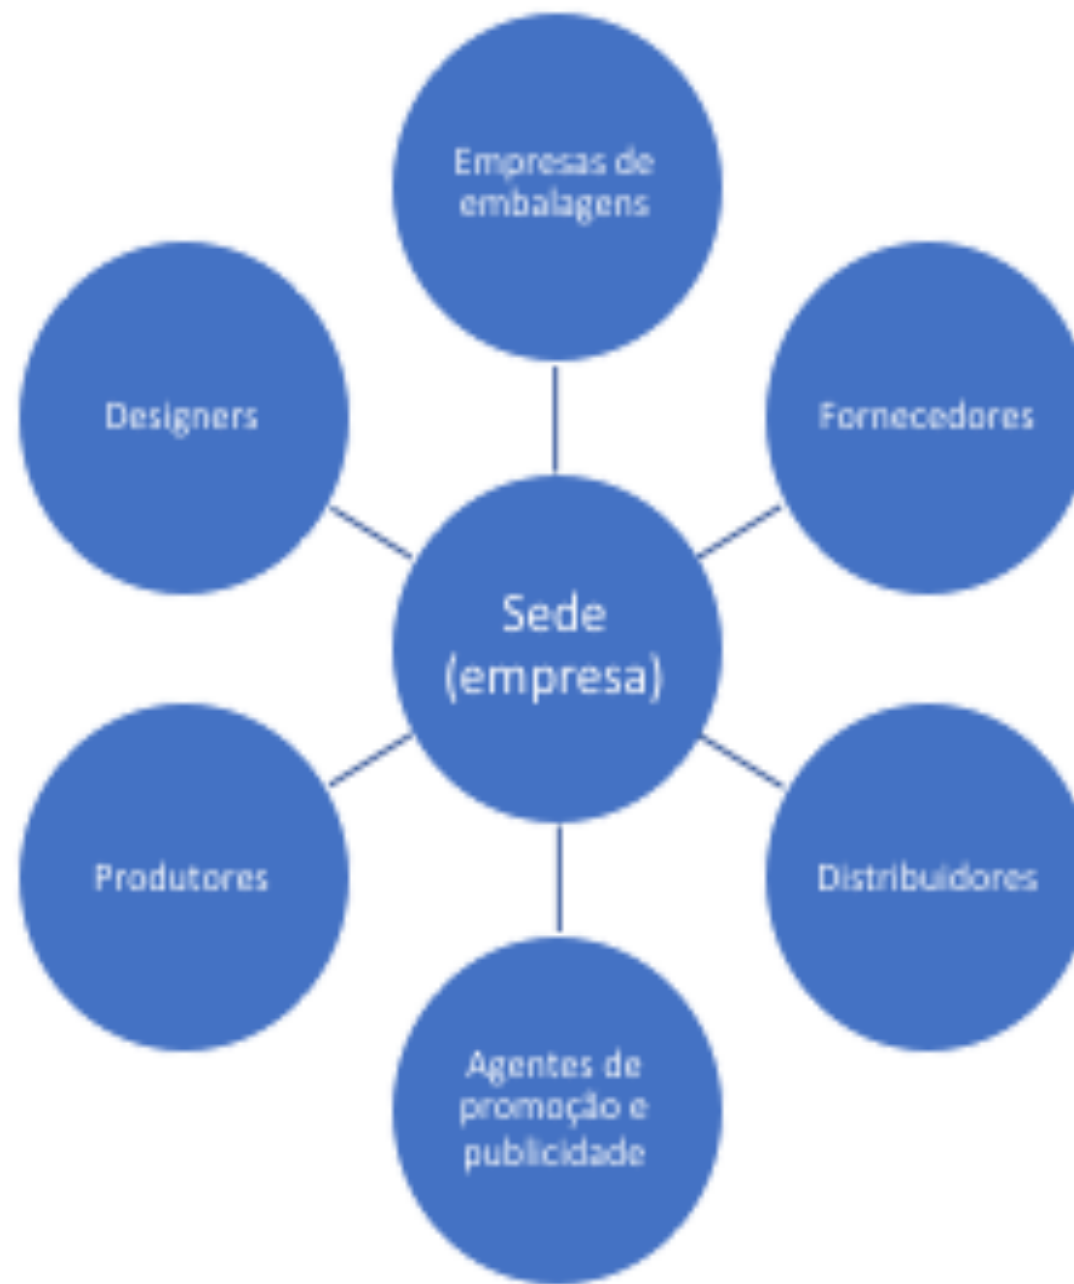 Empresas de
embalagens
Designers
Fornecedores
Sede
(empresa)
Produtores
Distribuidores
Agentes de
promoção e
publicidade